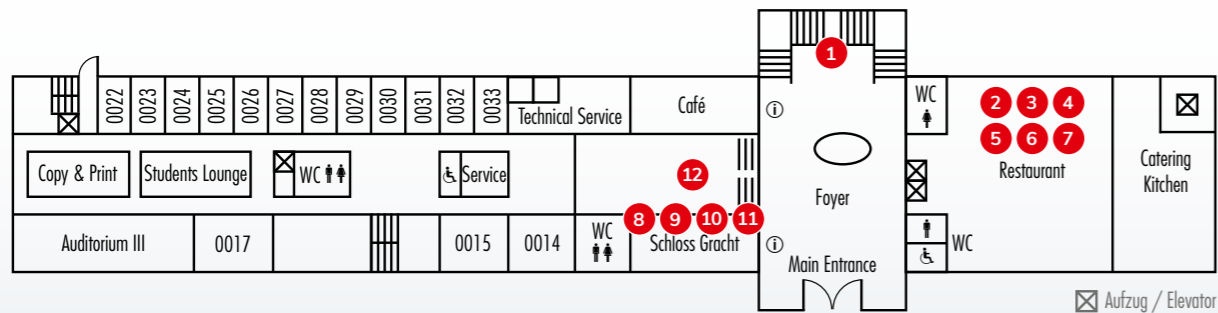 1
0022
0023
0024
0025
0026
0027
0028
0029
0030
0031
0032
0033
Technical Service
Café
i
WC
2 3 4
5 6 7
Restaurant
Catering
Kitchen
Copy & Print
Students Lounge
WC
Service
12
Foyer
8 9 10 11
Auditorium III
0017
0015
0014
WC
Schloss Gracht
i
Main Entrance
WC
Aufzug / Elevator